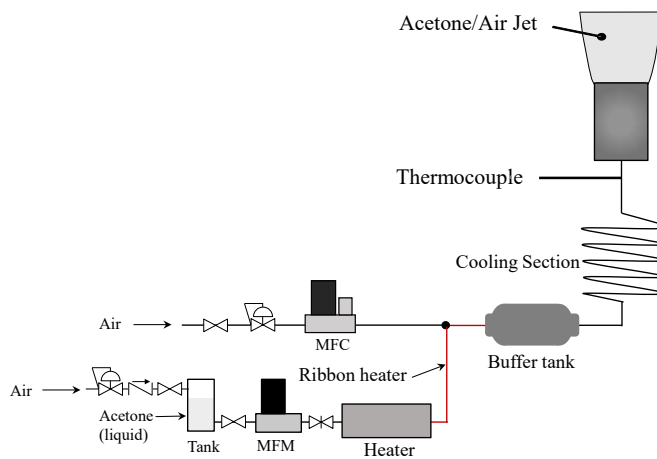 Acetone/Air Jet
Thermocouple
Cooling Section
Air
MFC
Buffer tank
Ribbon heater
Air
Acetone
(liquid)
Tank
MFM
Heater